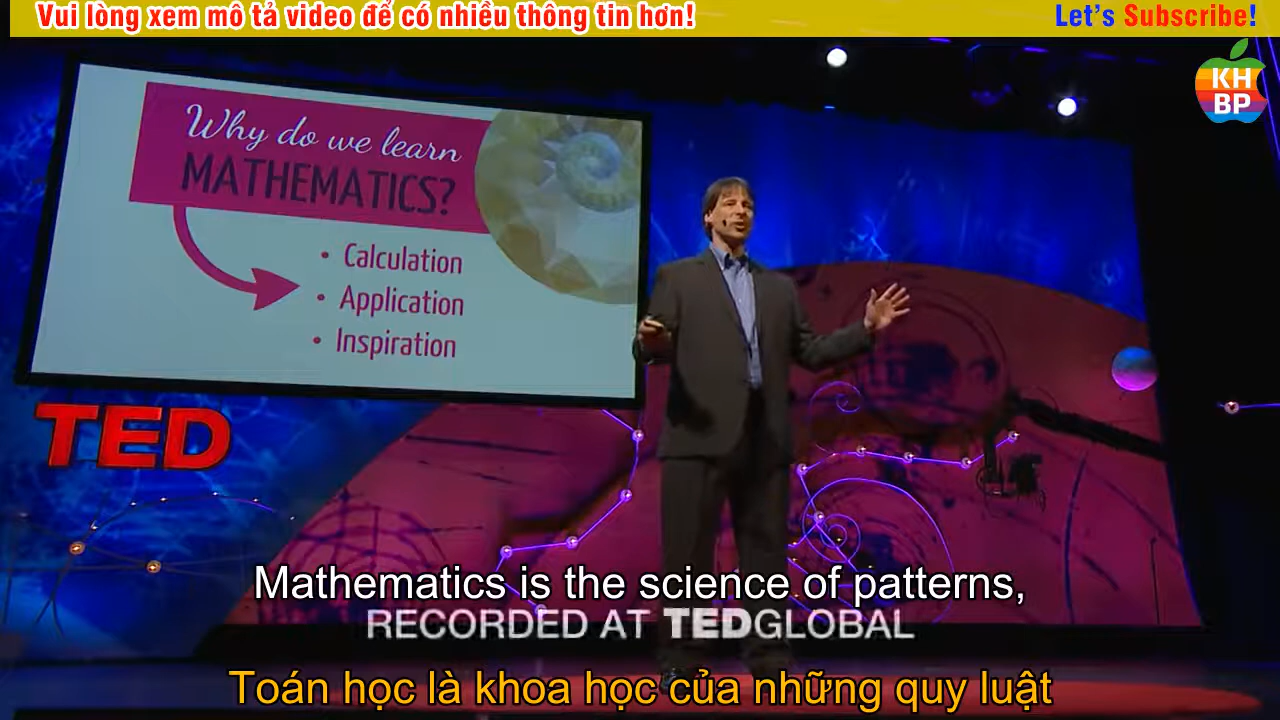 Vui lòng xem mô tả video để có nhiều thông tin hơn!
Let's Subscribe!
KH
BP
Why do we learn
MATHEMATICS?
• Calculation
• Application
• Inspiration
TED
Mathematics is the science of patterns,
RECORDED AT TEDGLOBAL
Toán học là khoa học của những quy luật